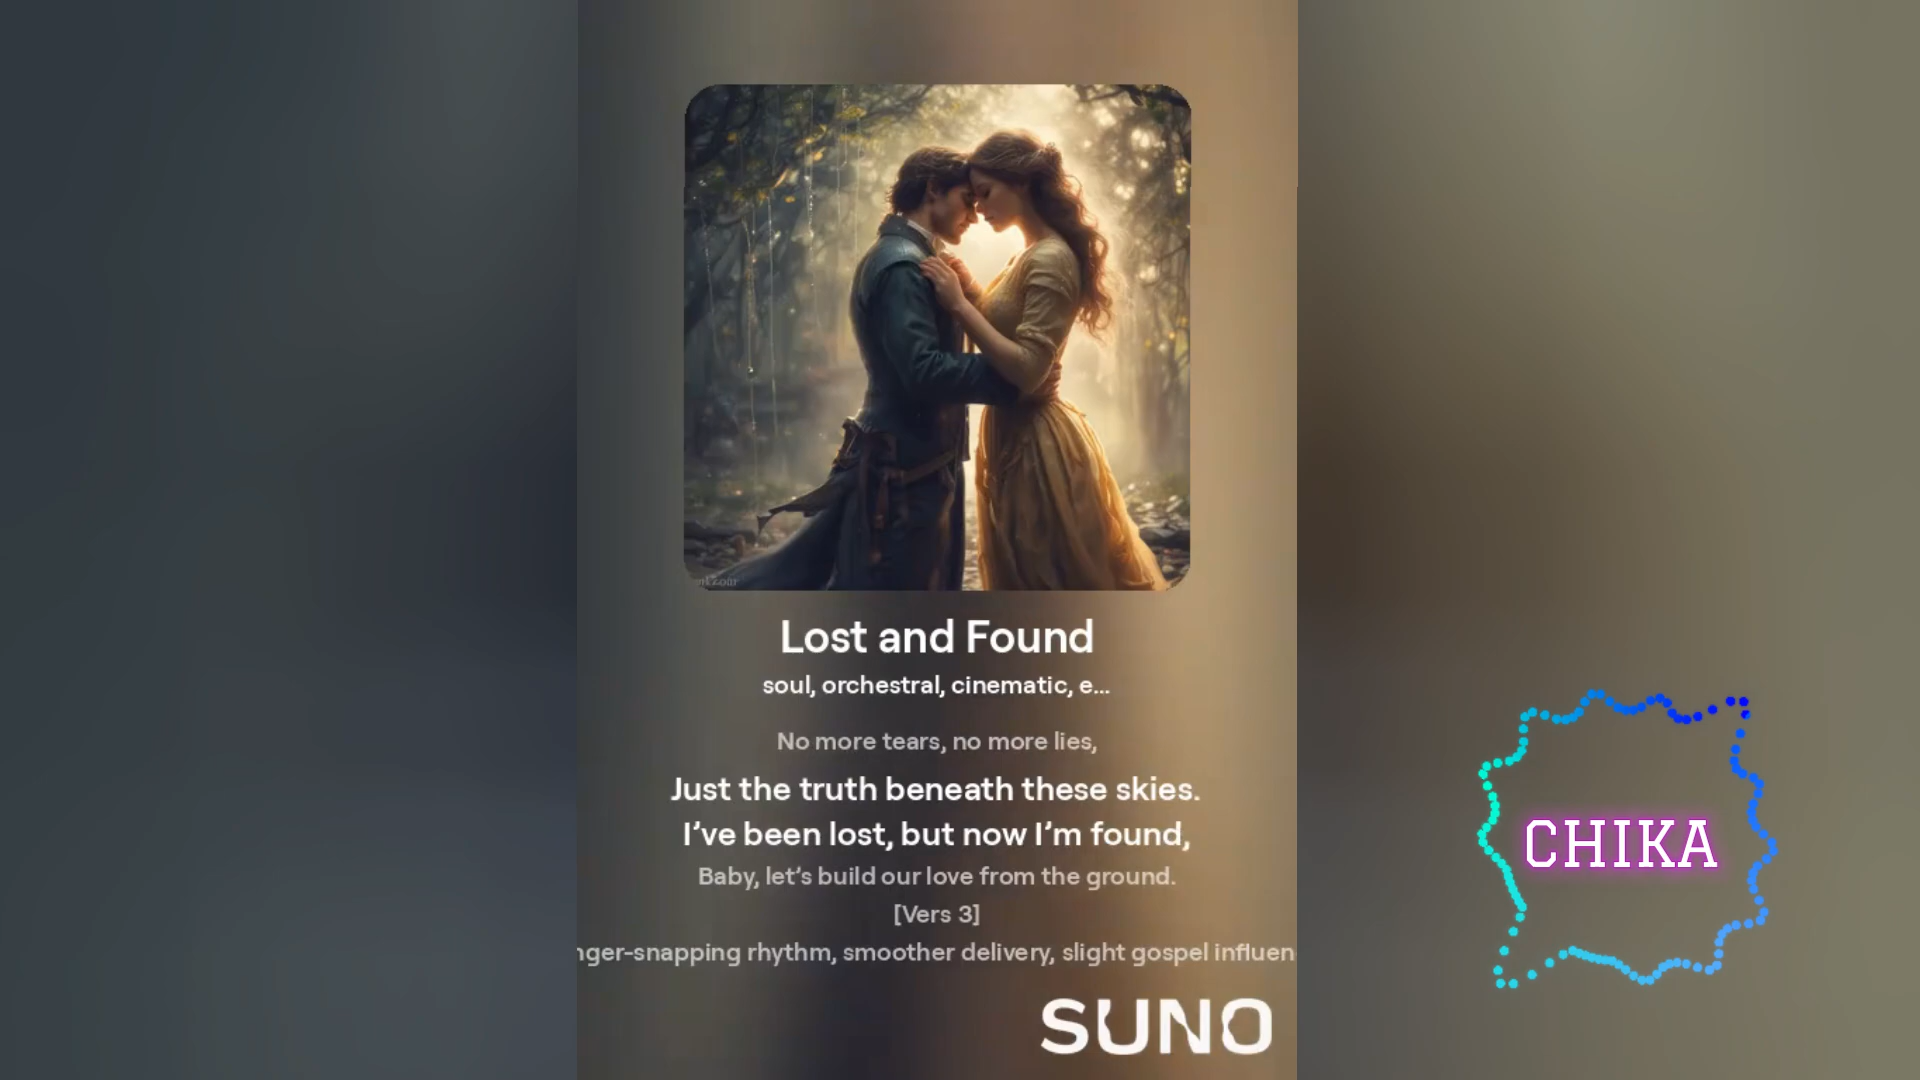 Lost and Found
soul, orchestral, cinematic, e...
No more tears, no more lies,
Just the truth beneath these skies.
I’ve been lost, but now I’m found,
Baby, let’s build our love from the ground.
[Vers 3]
rhythm, smoother delivery, slight gospel
SUNO
CHIKA